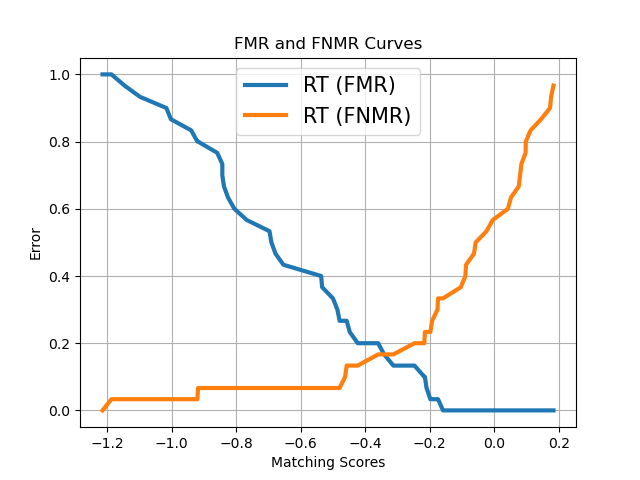 FMR and FNMR Curves
RT (FMR)
RT (FNMR)
1.0
0.8
0.6
0.4
0.2
0.0
Error
−1.2 −1.0 −0.8 −0.6 −0.4 −0.2 0.0 0.2
Matching Scores